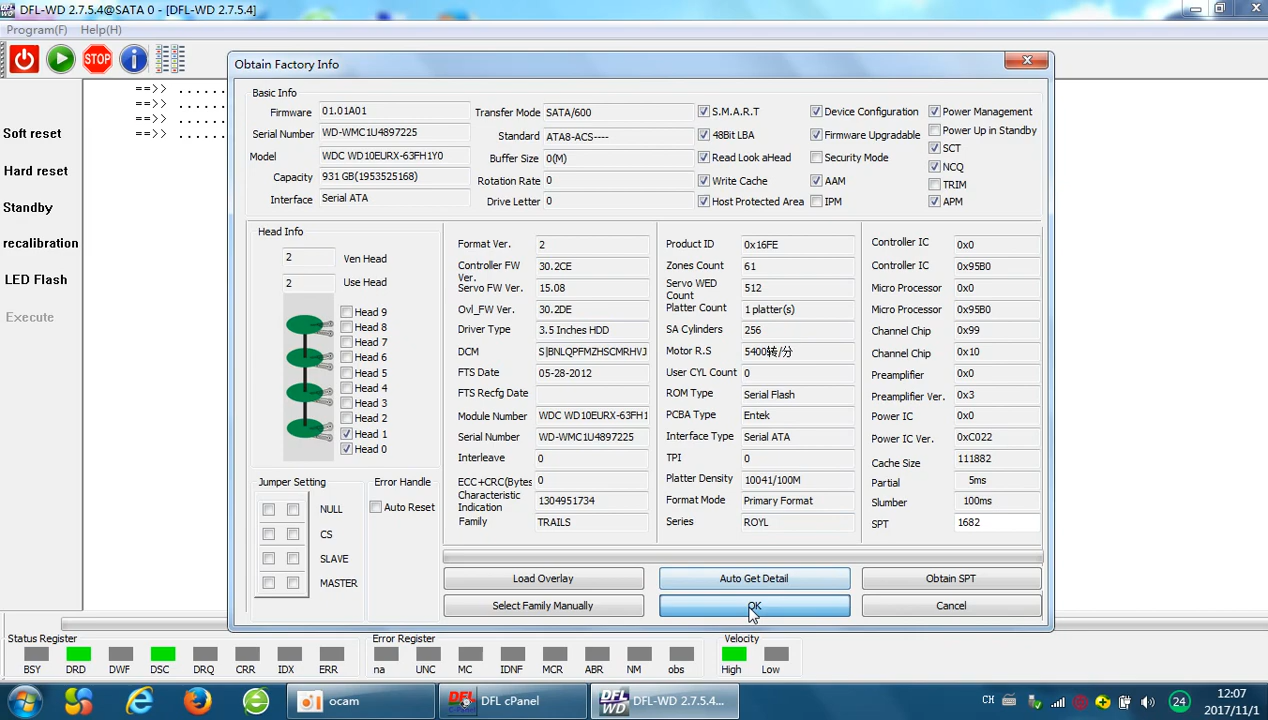 DFL-WD 2.7.5.4@SATA 0 - [DFL-WD 2.7.5.4]
Program(F) Help(H)
STOP
==>> ......
==>> ......
==>> ......
Soft reset
Hard reset
Standby
recalibration
LED Flash
Execute
Obtain Factory Info
Basic Info
Firmware 01.01A01
Serial Number WD-WMC1U4897225
Model WDC WD10EURX-63FH1Y0
Capacity 931 GB(1953525168)
Interface Serial ATA
Transfer Mode SATA/600
Standard ATA8-ACS----
Buffer Size 0(M)
Rotation Rate 0
Drive Letter 0
S.M.A.R.T
48Bit LBA
Read Look aHead
Write Cache
Host Protected Area
Device Configuration
Firmware Upgradable
Security Mode
AAM
IPM
Power Management
Power Up in Standby
SCT
NCQ
TRIM
APM
Head Info
2 Ven Head
2 Use Head
Head 9
Head 8
Head 7
Head 6
Head 5
Head 4
Head 3
Head 2
Head 1
Head 0
Jumper Setting
NULL
CS
SLAVE
MASTER
Error Handle
Auto Reset
Format Ver. 2
Controller FW Ver. 30.2CE
Servo FW Ver. 15.08
Ovl_FW Ver. 30.2DE
Driver Type 3.5 Inches HDD
DCM S|BNLQPFMZHSCMRHVJ
FTS Date 05-28-2012
FTS Recfg Date
Module Number WDC WD10EURX-63FH1
Serial Number WD-WMC1U4897225
Interleave 0
ECC+CRC(Bytes 0
Characteristic Indication 1304951734
Family TRAILS
Product ID 0x16FE
Zones Count 61
Servo WED Count 512
Platter Count 1 platter(s)
SA Cylinders 256
Motor R.S 5400转/分
User CYL Count 0
ROM Type Serial Flash
PCBA Type Entek
Interface Type Serial ATA
TPI 0
Platter Density 10041/100M
Format Mode Primary Format
Series ROYL
Controller IC 0x0
Controller IC 0x95B0
Micro Processor 0x0
Micro Processor 0x95B0
Channel Chip 0x99
Channel Chip 0x10
Preamplifier 0x0
Preamplifier Ver. 0x3
Power IC 0x0
Power IC Ver. 0xC022
Cache Size 111882
Partial 5ms
Slumber 100ms
SPT 1682
Load Overlay Auto Get Detail Obtain SPT
Select Family Manually OK Cancel
Status Register
BSY DRD DWF DSC DRQ CRR IDX ERR
Error Register
na UNC MC IDNF MCR ABR NM obs
Velocity
High Low
ocam
DFL cPanel
DFL-WD 2.7.5.4...
CH
24
12:07
2017/11/1